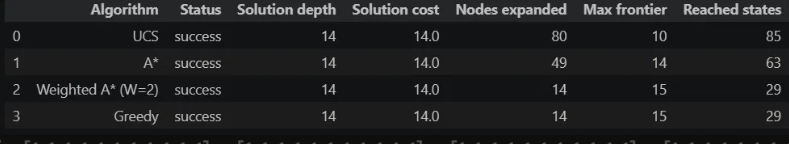 Algorithm Status Solution depth Solution cost Nodes expanded Max frontier Reached states
0 UCS success 14 14.0 80 10 85
1 A* success 14 14.0 49 14 63
2 Weighted A* (W=2) success 14 14.0 14 15 29
3 Greedy success 14 14.0 14 15 29